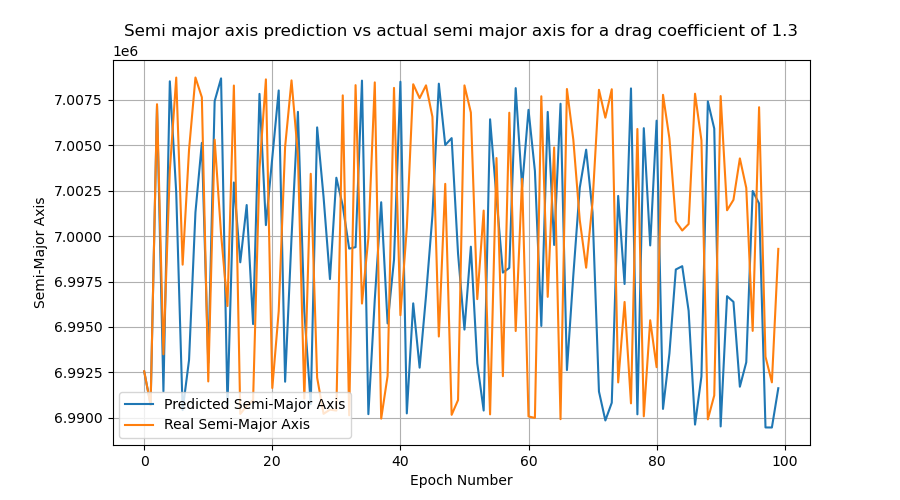 Semi major axis prediction vs actual semi major axis for a drag coefficient of 1.3
1e6
7.0075
7.0050
7.0025
7.0000
6.9975
6.9950
6.9925
6.9900
Semi-Major Axis
Predicted Semi-Major Axis
Real Semi-Major Axis
0 20 40 60 80 100
Epoch Number